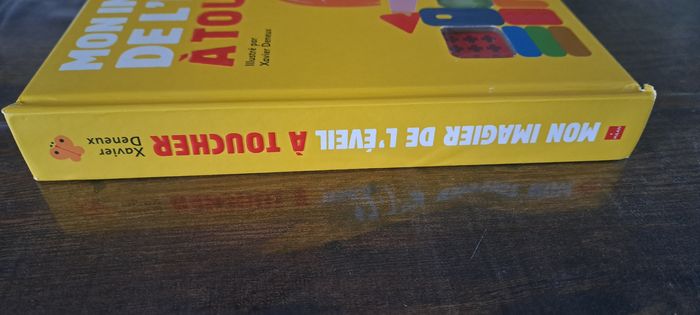 MON IM
DE L'
À TOU
Illustré par
Xavier Deneux
MON IMAGIER DE L'ÉVEIL À TOUCHER
Xavier
Deneux